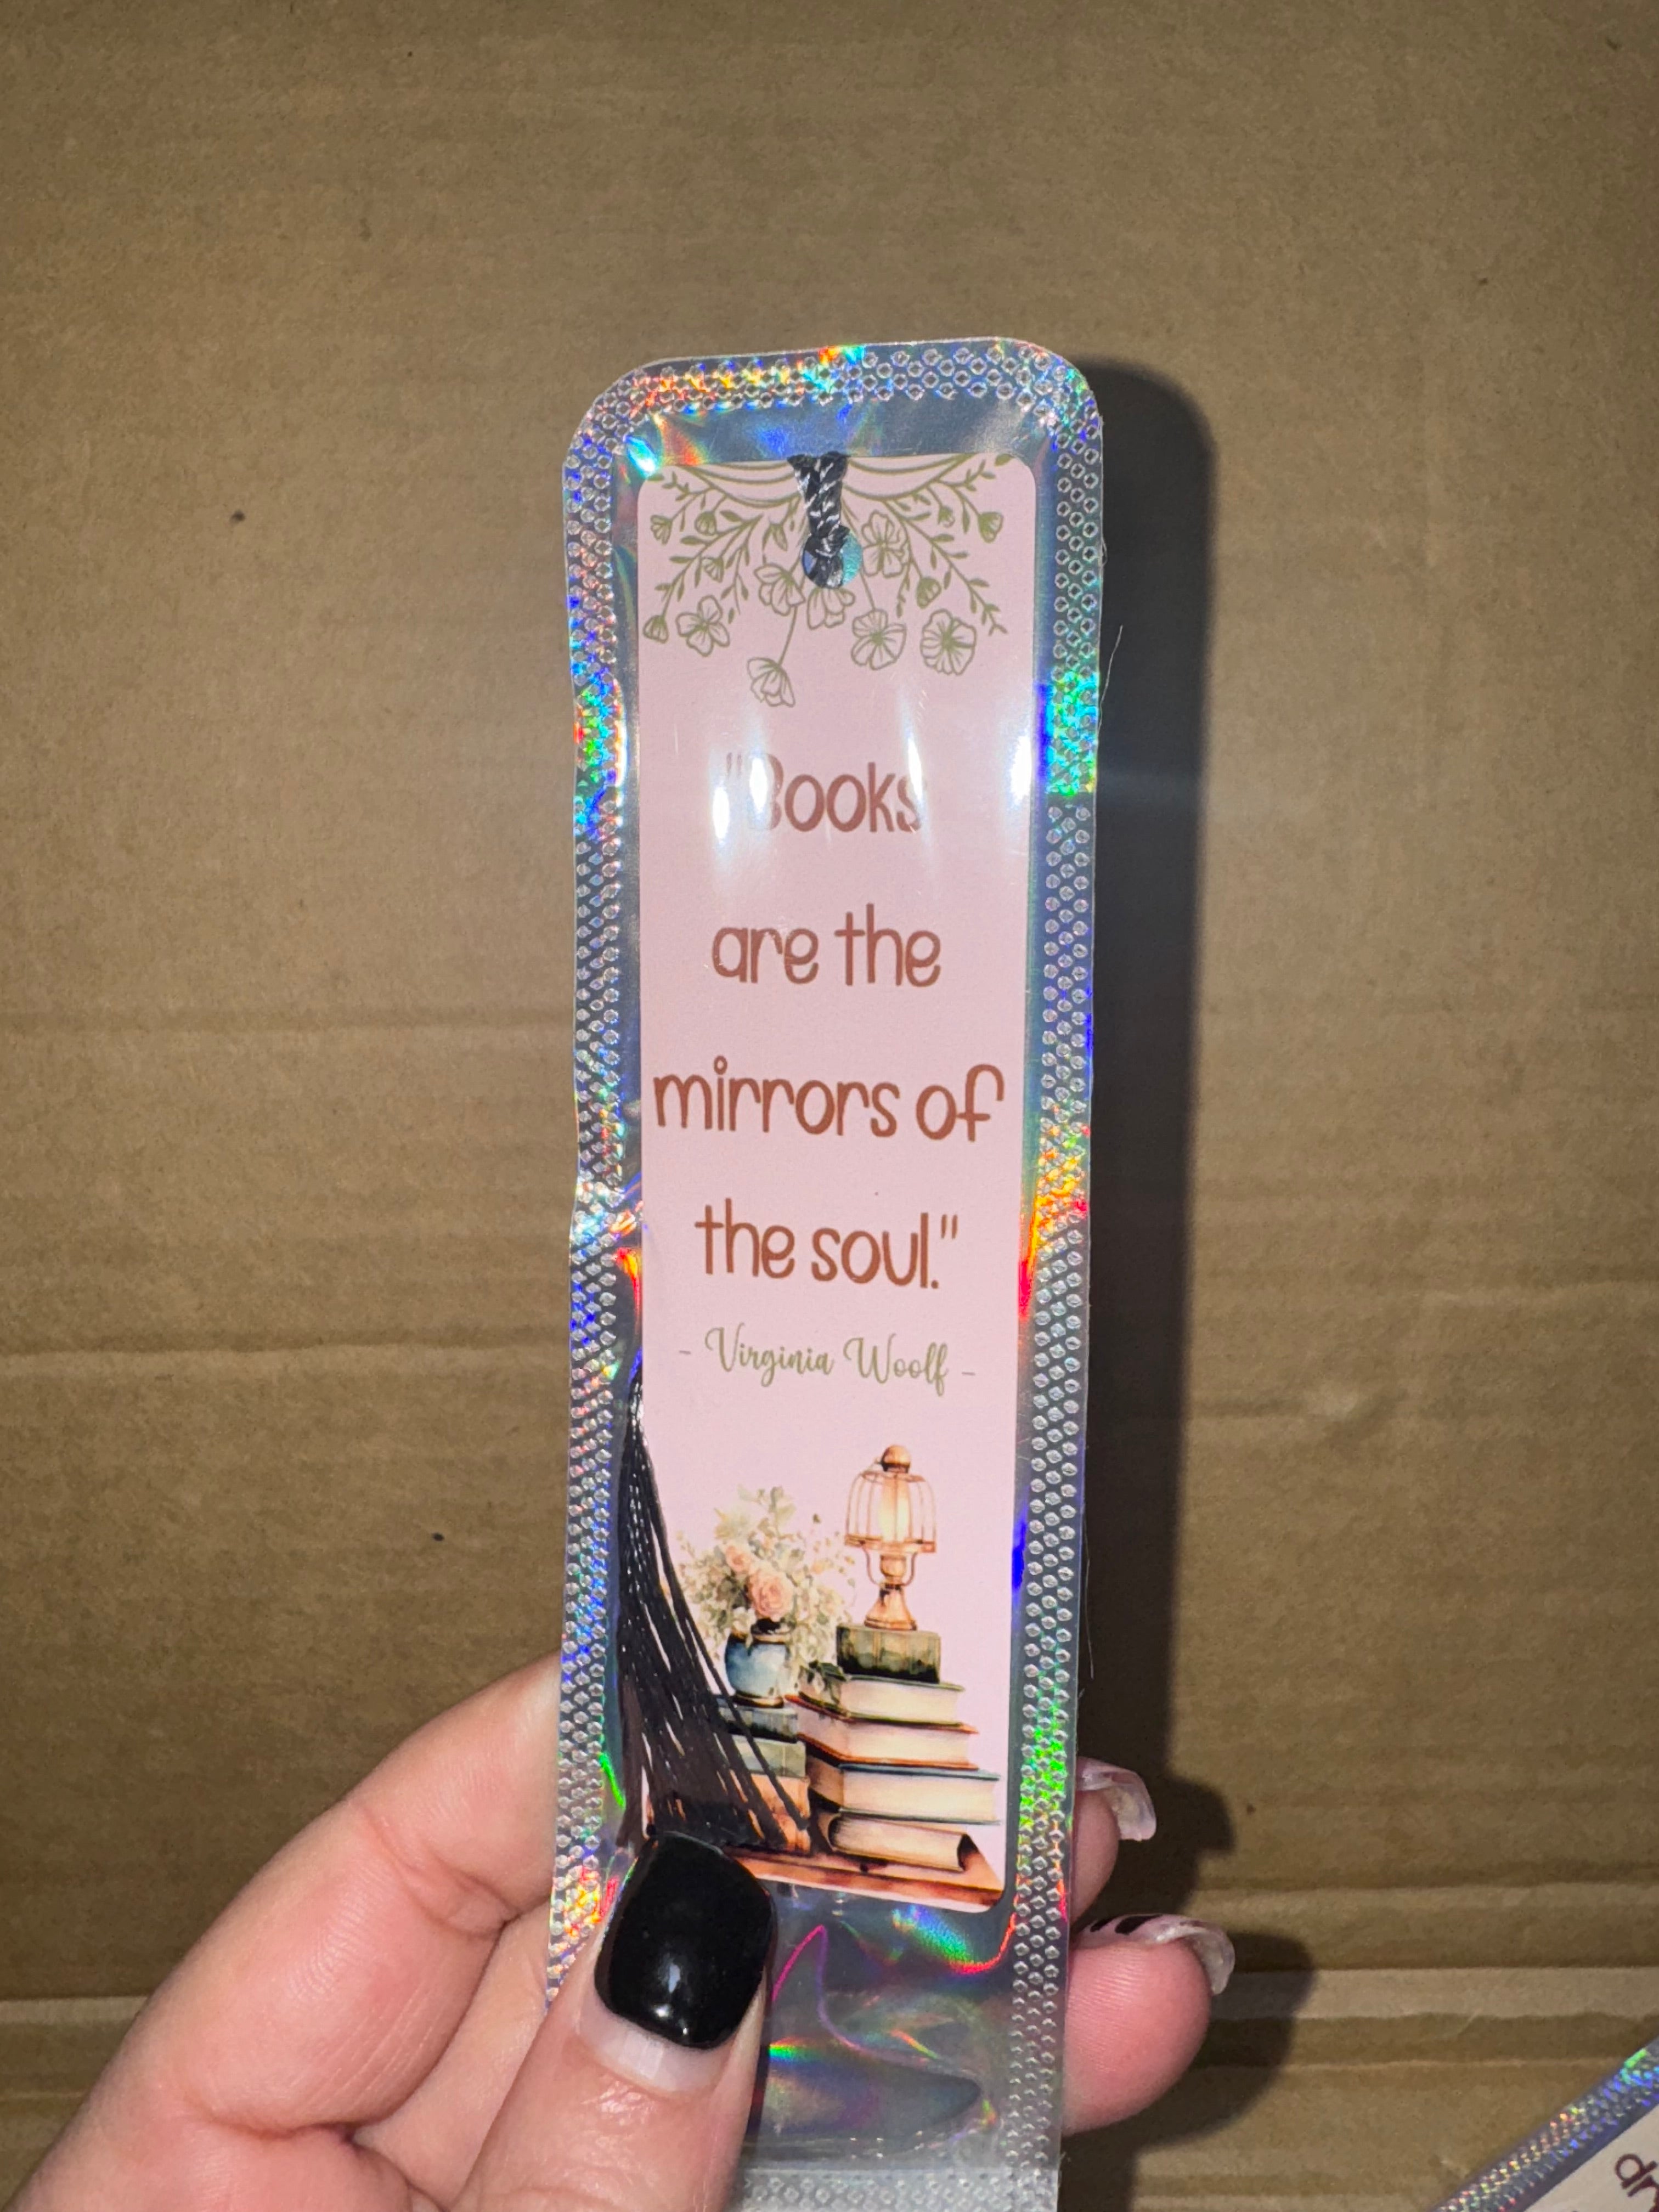 "Books
are the
mirrors of
the soul."
- Virginia Woolf -